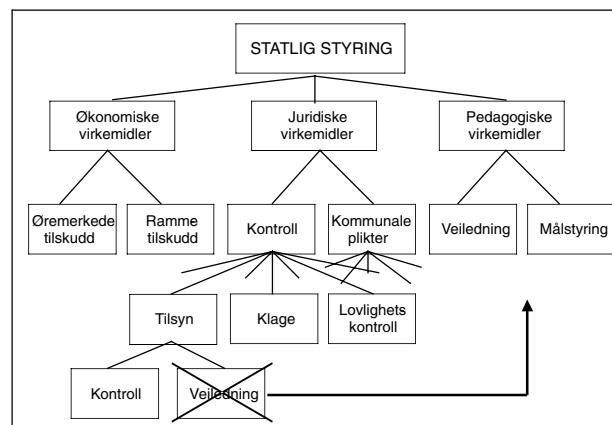 STATLIG STYRING
Økonomiske
virkemidler
Juridiske
virkemidler
Pedagogiske
virkemidler
Øremerkede
tilskudd
Ramme
tilskudd
Kontroll
Kommunale
plikter
Veiledning
Målstyring
Tilsyn
Klage
Lovlighets
kontroll
Kontroll
Veiledning